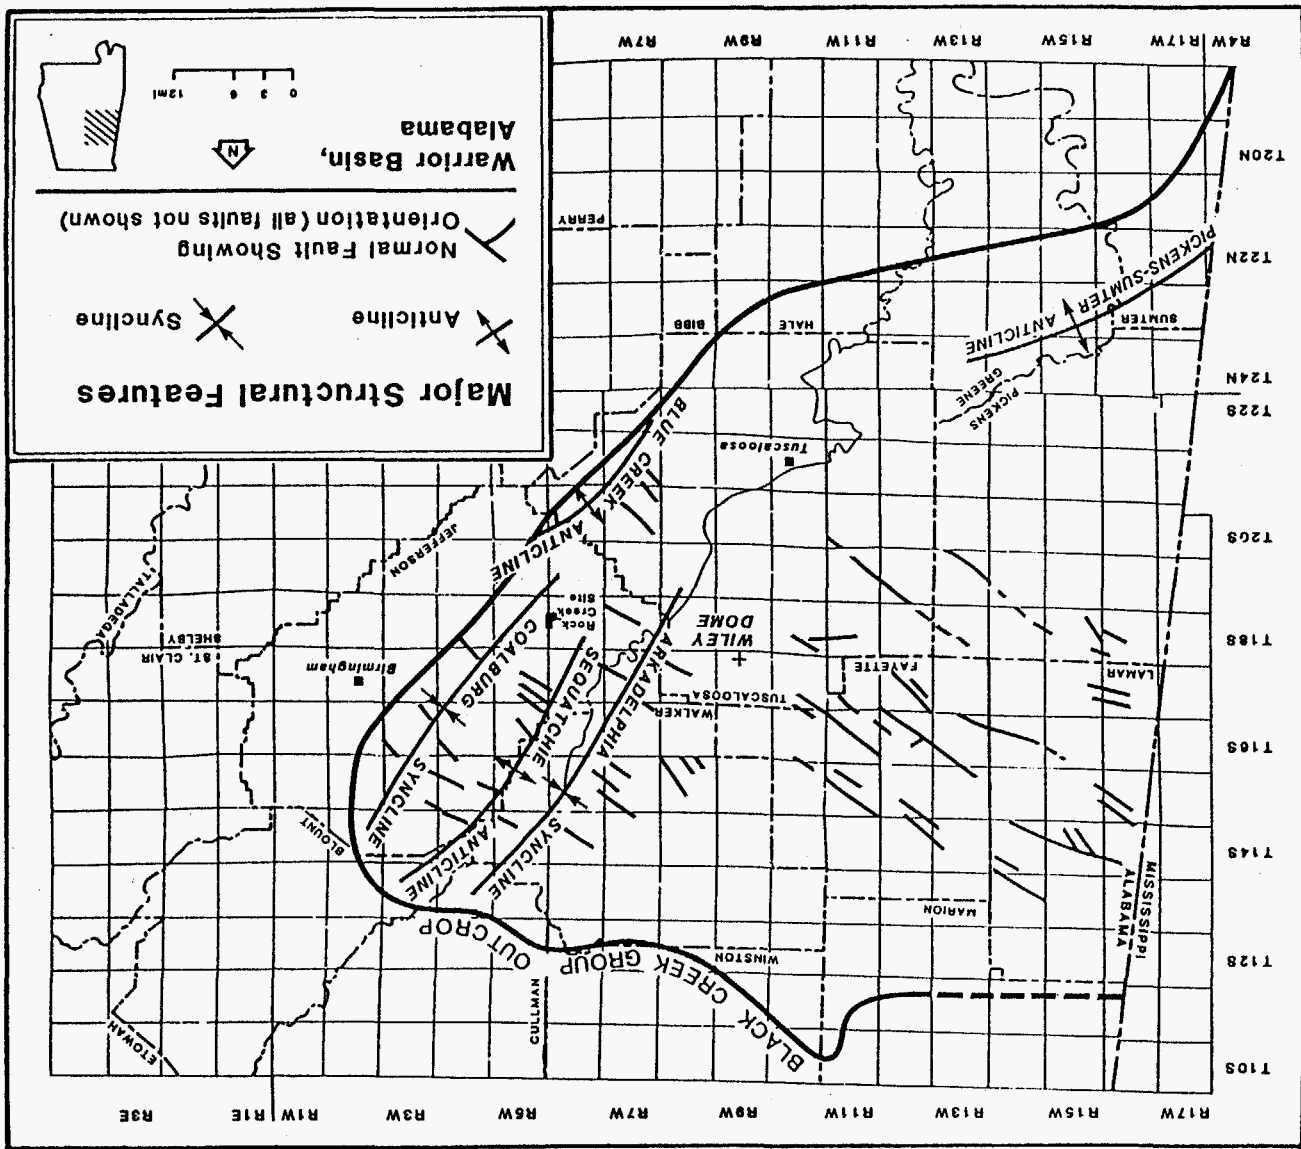 R17W R15W R13W R11W R9W R7W R5W R3W R1W R1E R3E
T10S
T12S
T14S
T16S
T18S
T20S
T22S
T24N
T22N
T20N
BLACK CREEK GROUP OUTCROP
CULLMAN
ETOWAH
MISSISSIPPI
ALABAMA
MARION
WINSTON
BLOUNT
ARKADELPHIA SYNCLINE
SEQUATCHIE ANTICLINE
COALBURG SYNCLINE
LAMAR
FAYETTE
WALKER
TUSCALOOSA
WILEY
DOME
Rock
Creek
Site
Birmingham
ST. CLAIR
SHELBY
TALLADEGA
JEFFERSON
BLUE CREEK ANTICLINE
Tuscaloosa
PICKENS
GREENE
SUMTER
PICKENS-SUMTER ANTICLINE
HALE
BIBB
PERRY
R4W R17W R15W R13W R11W R9W R7W
Major Structural Features
Anticline
Syncline
Normal Fault Showing
Orientation (all faults not shown)
Warrior Basin,
Alabama
N
0 3 6 12mi